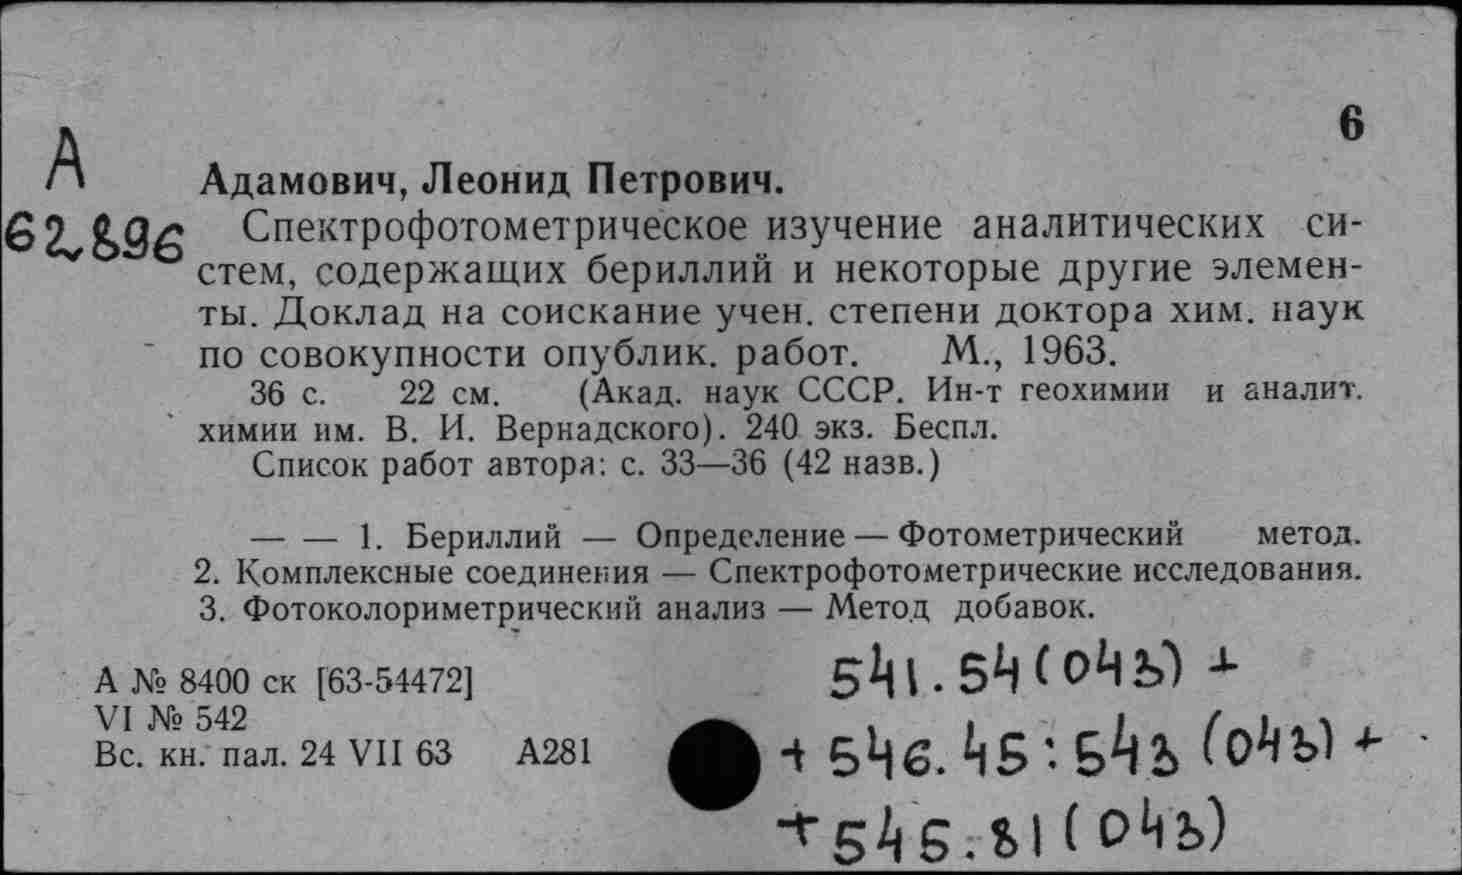 6
А
62,896
Адамович, Леонид Петрович.
Спектрофотометрическое изучение аналитических си-
стем, содержащих бериллий и некоторые другие элемен-
ты. Доклад на соискание учен. степени доктора хим. наук
по совокупности опублик. работ. М., 1963.
36 с. 22 см. (Акад. наук СССР. Ин-т геохимии и аналит.
химии им. В. И. Вернадского). 240 экз. Беспл.
Список работ автора: с. 33—36 (42 назв.)
— — 1. Бериллий — Определение — Фотометрический метод.
2. Комплексные соединения — Спектрофотометрические исследования.
3. Фотоколориметрический анализ — Метод добавок.
А № 8400 ск [63-54472]
VI № 542
Вс. кн. пал. 24 VII 63 А281
541.54(043) +
+ 546.45:543 (043) +
+ 545.81(043)